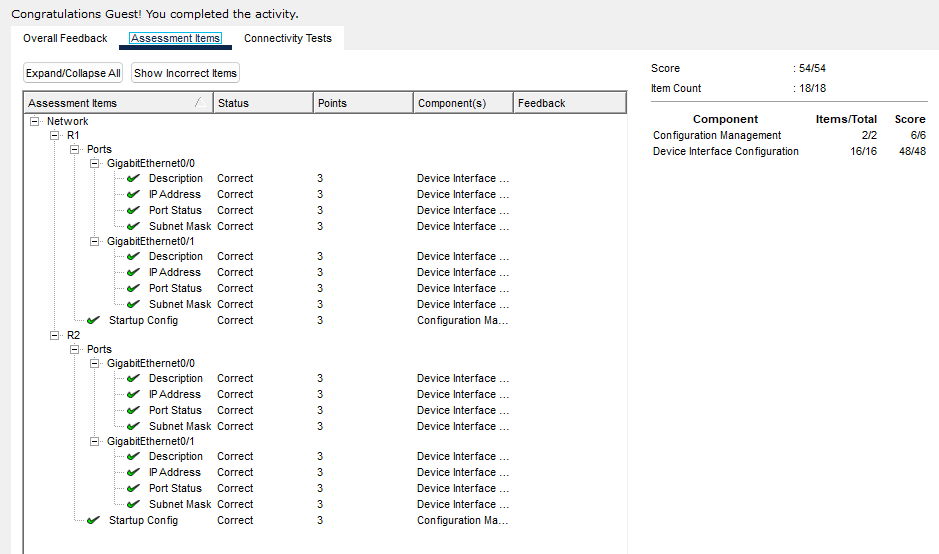 Congratulations Guest! You completed the activity.
Overall Feedback Assessment Items Connectivity Tests
Expand/Collapse All Show Incorrect Items
Assessment Items Status Points Component(s) Feedback
Network
R1
Ports
GigabitEthernet0/0
Description Correct 3 Device Interface ...
IP Address Correct 3 Device Interface ...
Port Status Correct 3 Device Interface ...
Subnet Mask Correct 3 Device Interface ...
GigabitEthernet0/1
Description Correct 3 Device Interface ...
IP Address Correct 3 Device Interface ...
Port Status Correct 3 Device Interface ...
Subnet Mask Correct 3 Device Interface ...
Startup Config Correct 3 Configuration Ma...
R2
Ports
GigabitEthernet0/0
Description Correct 3 Device Interface ...
IP Address Correct 3 Device Interface ...
Port Status Correct 3 Device Interface ...
Subnet Mask Correct 3 Device Interface ...
GigabitEthernet0/1
Description Correct 3 Device Interface ...
IP Address Correct 3 Device Interface ...
Port Status Correct 3 Device Interface ...
Subnet Mask Correct 3 Device Interface ...
Startup Config Correct 3 Configuration Ma...
Score : 54/54
Item Count : 18/18
Component Items/Total Score
Configuration Management 2/2 6/6
Device Interface Configuration 16/16 48/48